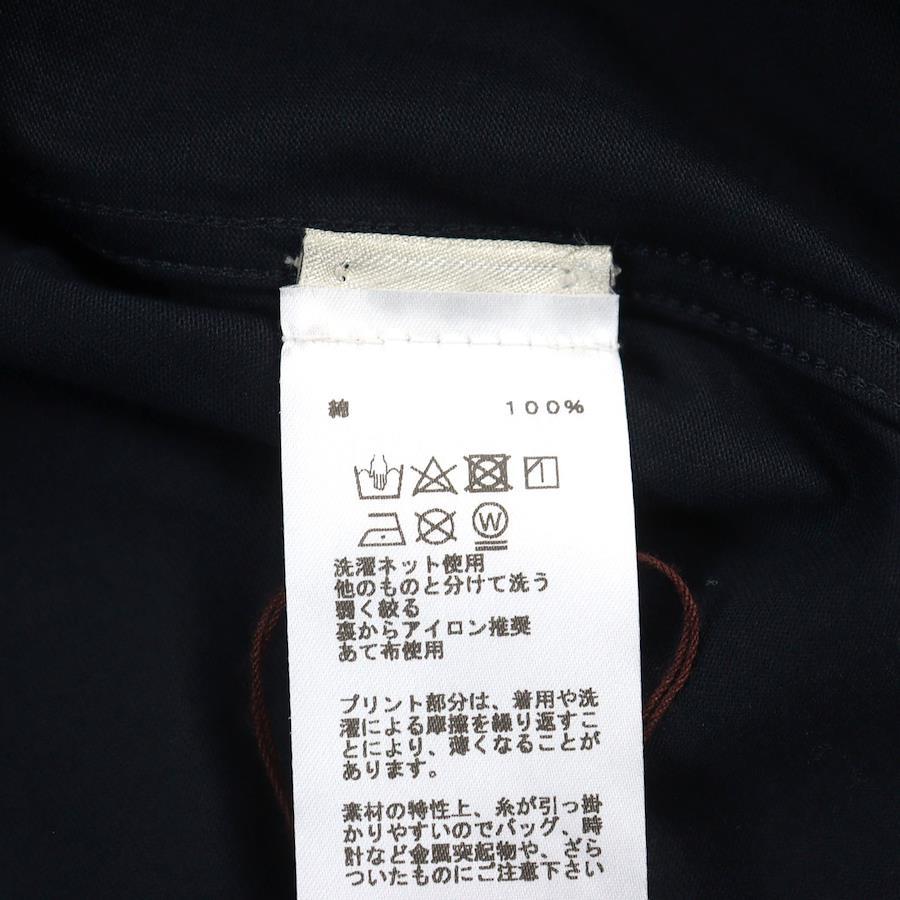 綿 100%
W
洗濯ネット使用
他のものと分けて洗う
弱く絞る
裏からアイロン推奨
あて布使用
プリント部分は、着用や洗
濯による摩擦を繰り返すこ
とにより、薄くなることが
あります。
素材の特性上、糸が引っ掛
かりやすいのでバッグ、時
計など金属突起物や、ざら
ついたものにご注意下さい